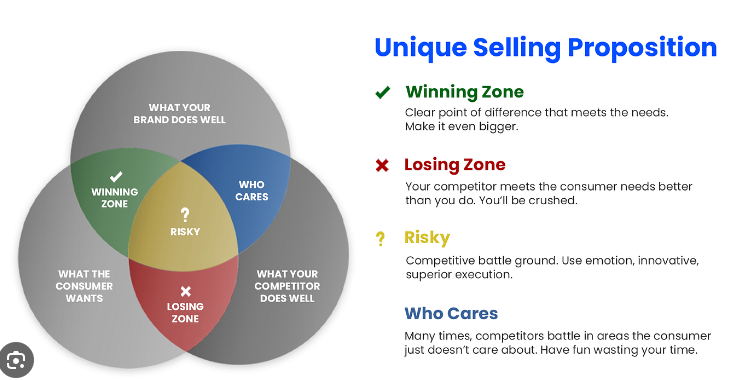 Unique Selling Proposition
WHAT YOUR
BRAND DOES WELL
✔
WINNING
ZONE
WHO
CARES
?
RISKY
WHAT THE
CONSUMER
WANTS
WHAT YOUR
COMPETITOR
DOES WELL
✖
LOSING
ZONE
✔ Winning Zone
Clear point of difference that meets the needs.
Make it even bigger.
✖ Losing Zone
Your competitor meets the consumer needs better
than you do. You’ll be crushed.
? Risky
Competitive battle ground. Use emotion, innovative,
superior execution.
Who Cares
Many times, competitors battle in areas the consumer
just doesn’t care about. Have fun wasting your time.